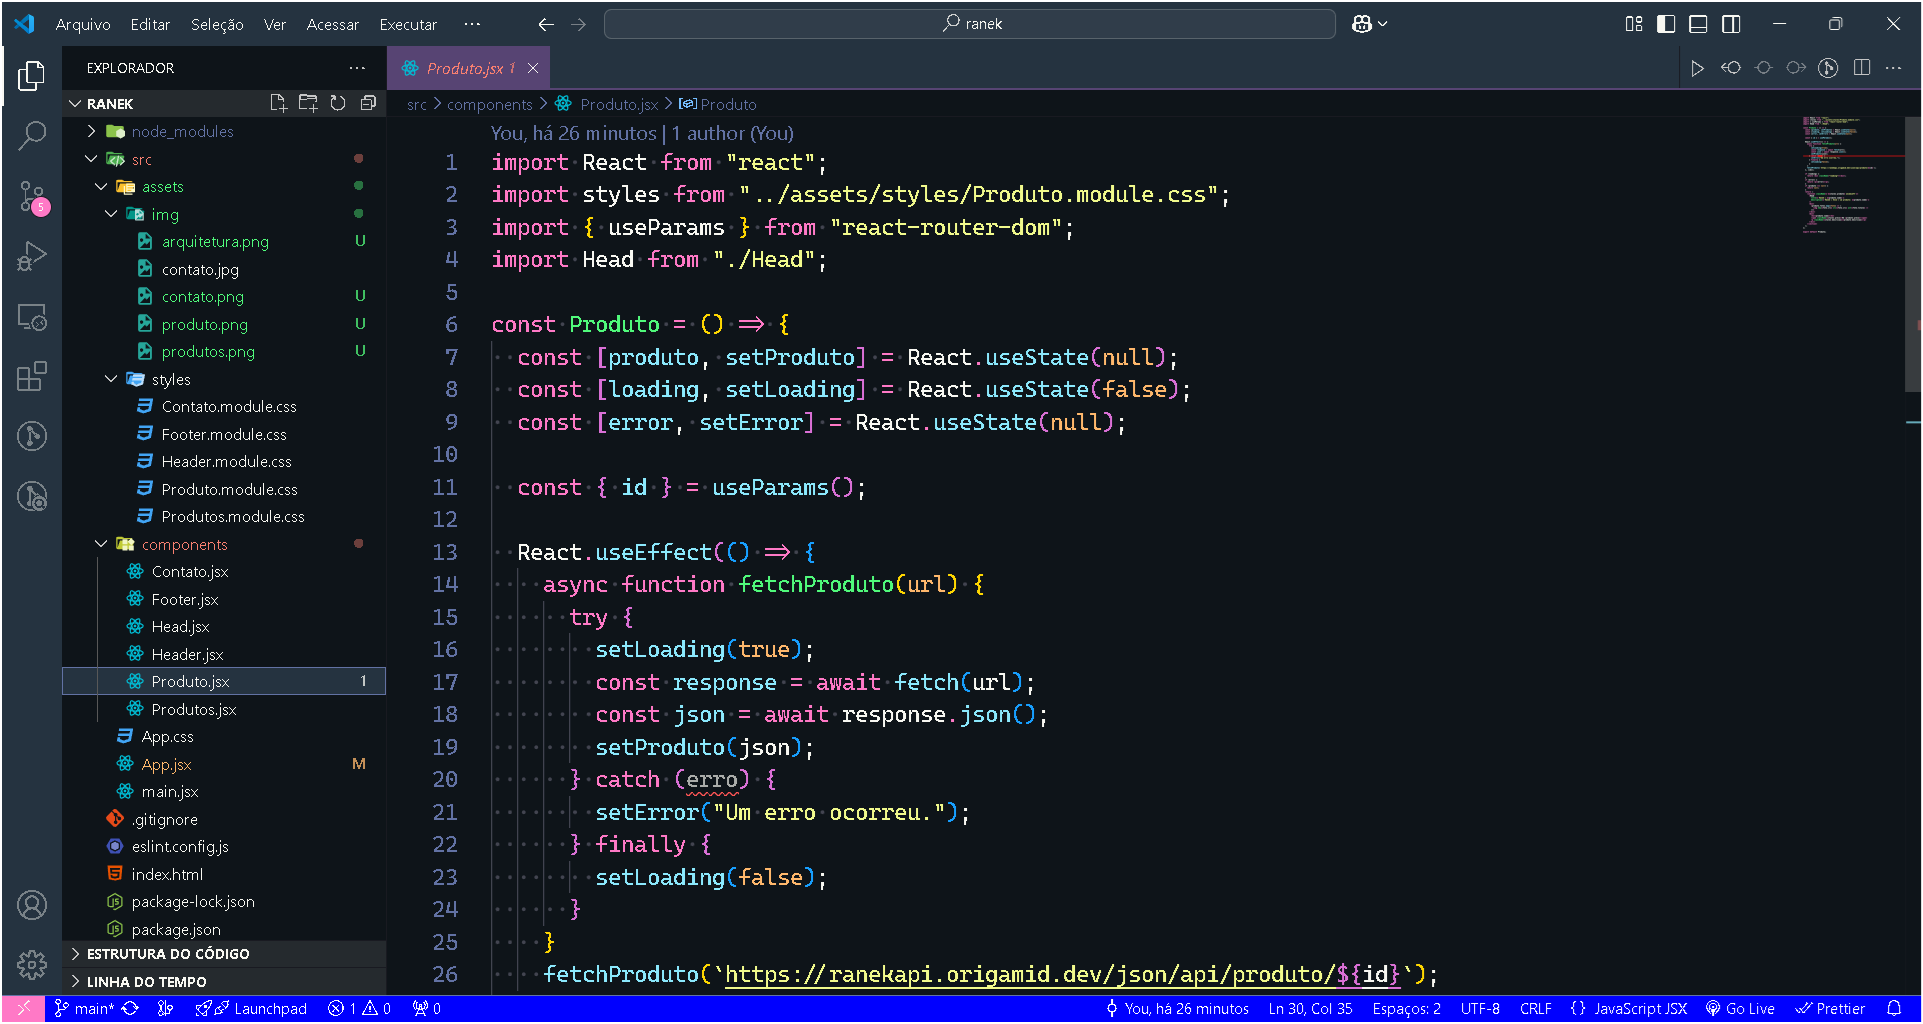 Arquivo Editar Seleção Ver Acessar Executar ··· ranek
EXPLORADOR ···
RANEK
node_modules
src
assets
img
arquitetura.png U
contato.jpg
contato.png U
produto.png U
produtos.png U
styles
Contato.module.css
Footer.module.css
Header.module.css
Produto.module.css
Produtos.module.css
components
Contato.jsx
Footer.jsx
Head.jsx
Header.jsx
Produto.jsx 1
Produtos.jsx
App.css
App.jsx M
main.jsx
.gitignore
eslint.config.js
index.html
package-lock.json
package.json
ESTRUTURA DO CÓDIGO
LINHA DO TEMPO
5
Produto.jsx 1
src > components > Produto.jsx > Produto
You, há 26 minutos | 1 author (You)
1 import React from "react";
2 import styles from "../assets/styles/Produto.module.css";
3 import { useParams } from "react-router-dom";
4 import Head from "./Head";
5
6 const Produto = () => {
7 const [produto, setProduto] = React.useState(null);
8 const [loading, setLoading] = React.useState(false);
9 const [error, setError] = React.useState(null);
10
11 const { id } = useParams();
12
13 React.useEffect(() => {
14 async function fetchProduto(url) {
15 try {
16 setLoading(true);
17 const response = await fetch(url);
18 const json = await response.json();
19 setProduto(json);
20 } catch (erro) {
21 setError("Um erro ocorreu.");
22 } finally {
23 setLoading(false);
24 }
25 }
26 fetchProduto(`https://ranekapi.origamid.dev/json/api/produto/${id}`);
main* Launchpad 1 0 0 You, há 26 minutos Ln 30, Col 35 Espaços: 2 UTF-8 CRLF {} JavaScript JSX Go Live Prettier